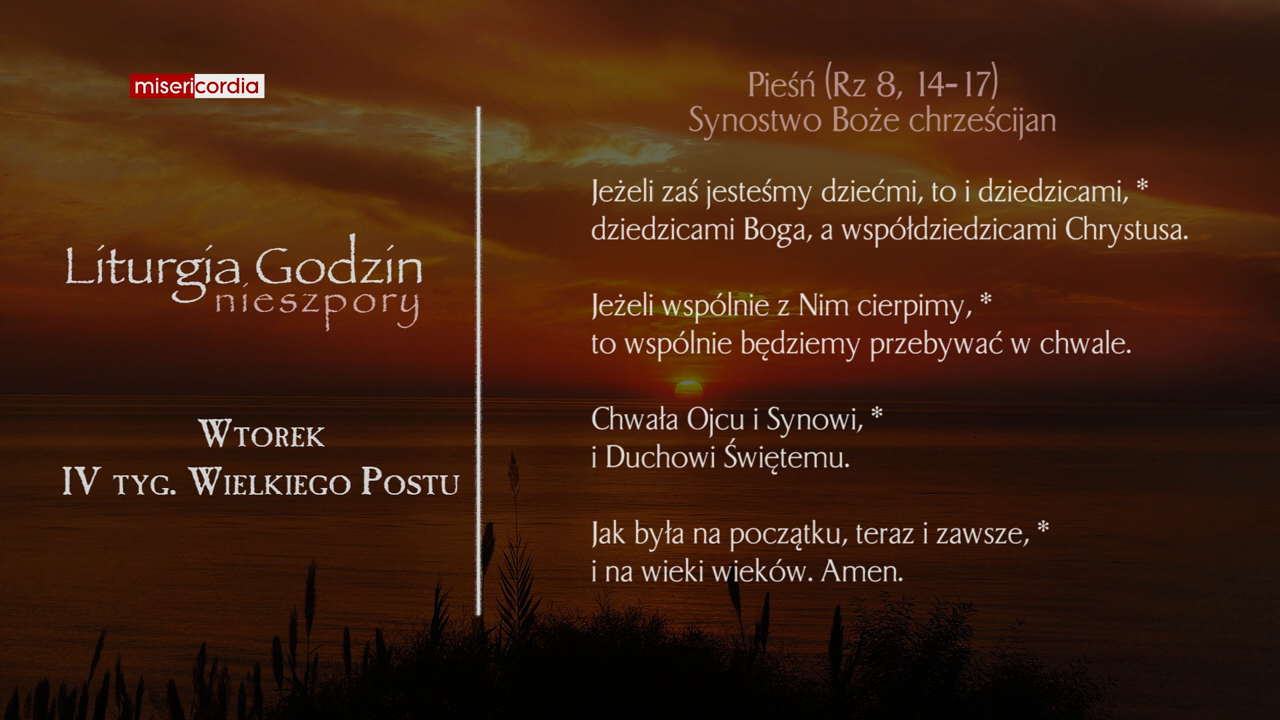 misericordia
Liturgia Godzin
nieszpory
Wtorek
IV tyg. Wielkiego Postu
Pieśń (Rz 8, 14-17)
Synostwo Boże chrześcijan
Jeżeli zaś jesteśmy dziećmi, to i dziedzicami, *
dziedzicami Boga, a współdziedzicami Chrystusa.
Jeżeli wspólnie z Nim cierpimy, *
to wspólnie będziemy przebywać w chwale.
Chwała Ojcu i Synowi, *
i Duchowi Świętemu.
Jak była na początku, teraz i zawsze, *
i na wieki wieków. Amen.